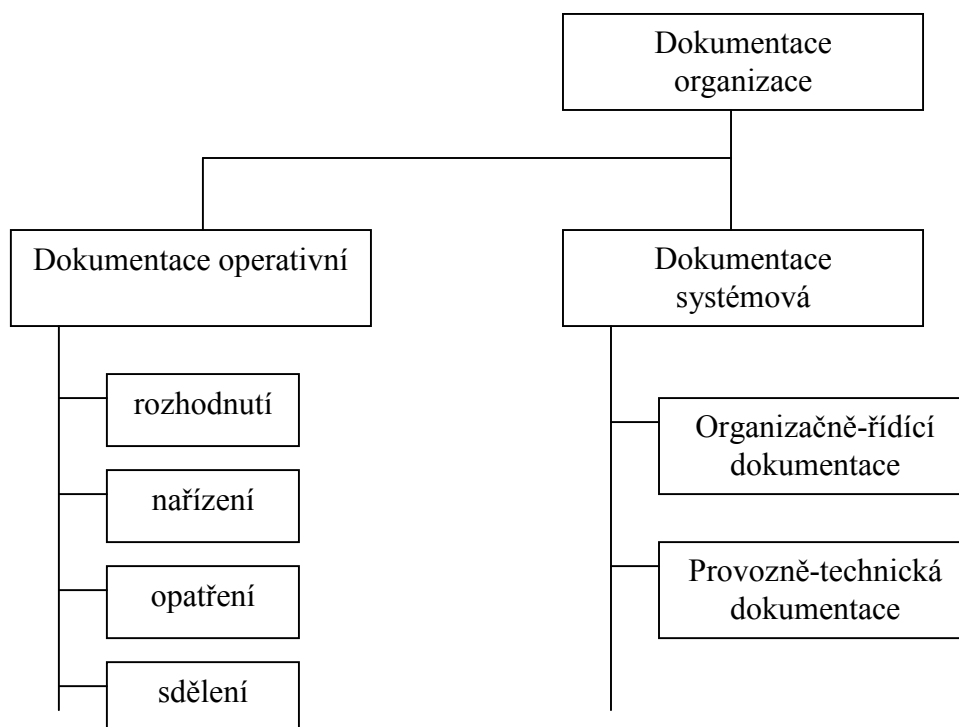 Dokumentace
organizace
Dokumentace operativní
Dokumentace
systémová
rozhodnutí
nařízení
opatření
sdělení
Organizačně-řídící
dokumentace
Provozně-technická
dokumentace